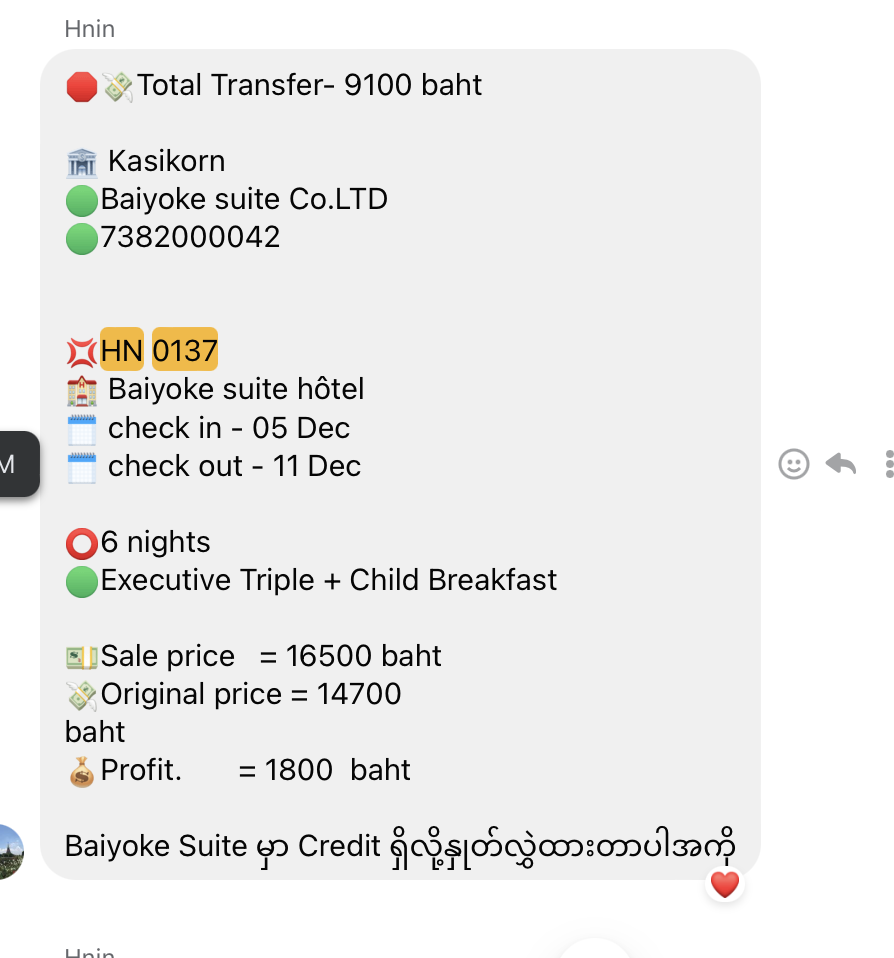 Hnin
🛑💸Total Transfer- 9100 baht
🏦 Kasikorn
🟢Baiyoke suite Co.LTD
🟢7382000042
💢HN 0137
🏩 Baiyoke suite hôtel
🗓️ check in - 05 Dec
🗓️ check out - 11 Dec
⭕6 nights
🟢Executive Triple + Child Breakfast
💵Sale price = 16500 baht
💸Original price = 14700
baht
💰Profit. = 1800 baht
Baiyoke Suite မှာ Credit ရှိလို့နှုတ်လွှဲထားတာပါအကို
M
Hnin